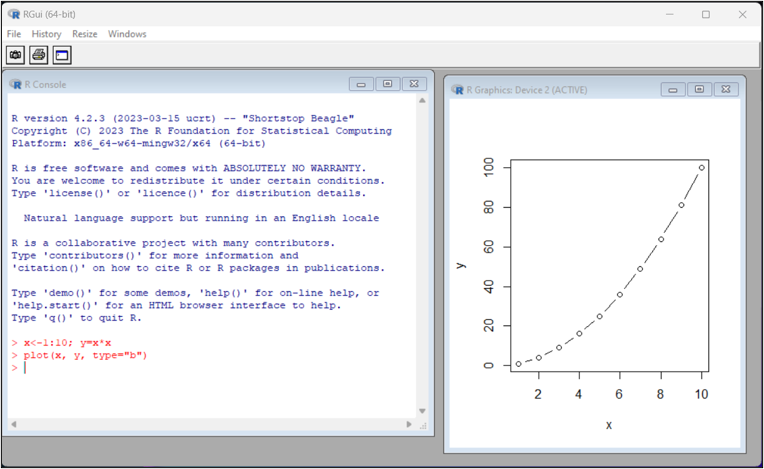 RGui (64-bit)
File History Resize Windows
R Console
R version 4.2.3 (2023-03-15 ucrt) -- "Shortstop Beagle"
Copyright (C) 2023 The R Foundation for Statistical Computing
Platform: x86_64-w64-mingw32/x64 (64-bit)
R is free software and comes with ABSOLUTELY NO WARRANTY.
You are welcome to redistribute it under certain conditions.
Type 'license()' or 'licence()' for distribution details.
Natural language support but running in an English locale
R is a collaborative project with many contributors.
Type 'contributors()' for more information and
'citation()' on how to cite R or R packages in publications.
Type 'demo()' for some demos, 'help()' for on-line help, or
'help.start()' for an HTML browser interface to help.
Type 'q()' to quit R.
> x<-1:10; y=x*x
> plot(x, y, type="b")
>
R Graphics: Device 2 (ACTIVE)
100
80
60
40
20
0
y
2 4 6 8 10
x